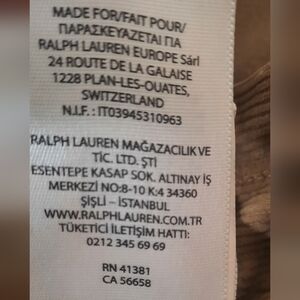 MADE FOR/FAIT POUR/
ΠΑΡΑΣΚΕΥΑΖΕΤΑΙ ΓΙΑ
RALPH LAUREN EUROPE Sárl
24 ROUTE DE LA GALAISE
1228 PLAN-LES-OUATES,
SWITZERLAND
N.I.F. : IT03945310963
RALPH LAUREN MAĞAZACILIK VE
TİC. LTD. ŞTİ
ESENTEPE KASAP SOK. ALTINAY İŞ
MERKEZİ NO:8-10 K:4 34360
ŞİŞLİ – İSTANBUL
WWW.RALPHLAUREN.COM.TR
TÜKETİCİ İLETİŞİM HATTI:
0212 345 69 69
RN 41381
CA 56658